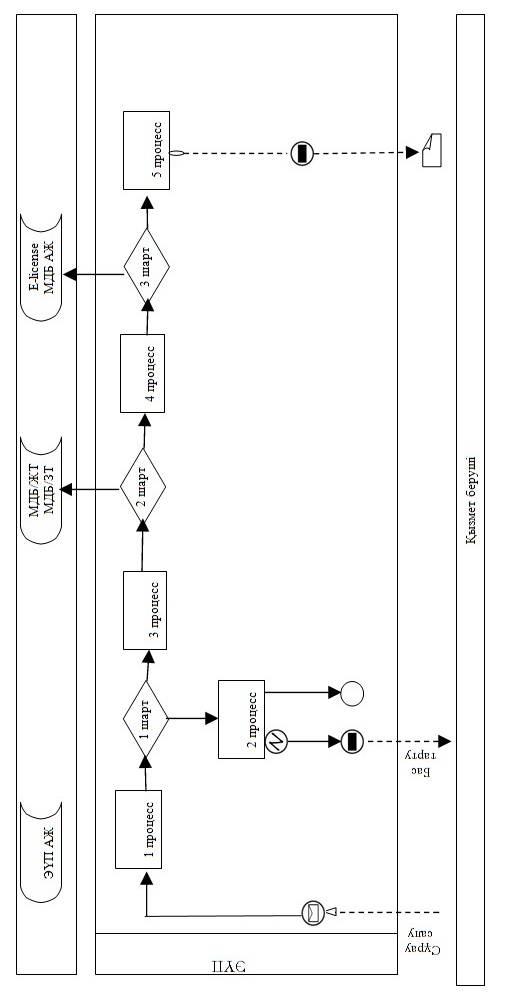 ЭҮП АЖ
МДБ/ЖТ
МДБ/ЗТ
E-license
МДБ АЖ
ЭҮП
1 процесс
1 шарт
2 процесс
3 процесс
2 шарт
4 процесс
3 шарт
5 процесс
Сұрау
салу
Бас
тарту
Қызмет беруші